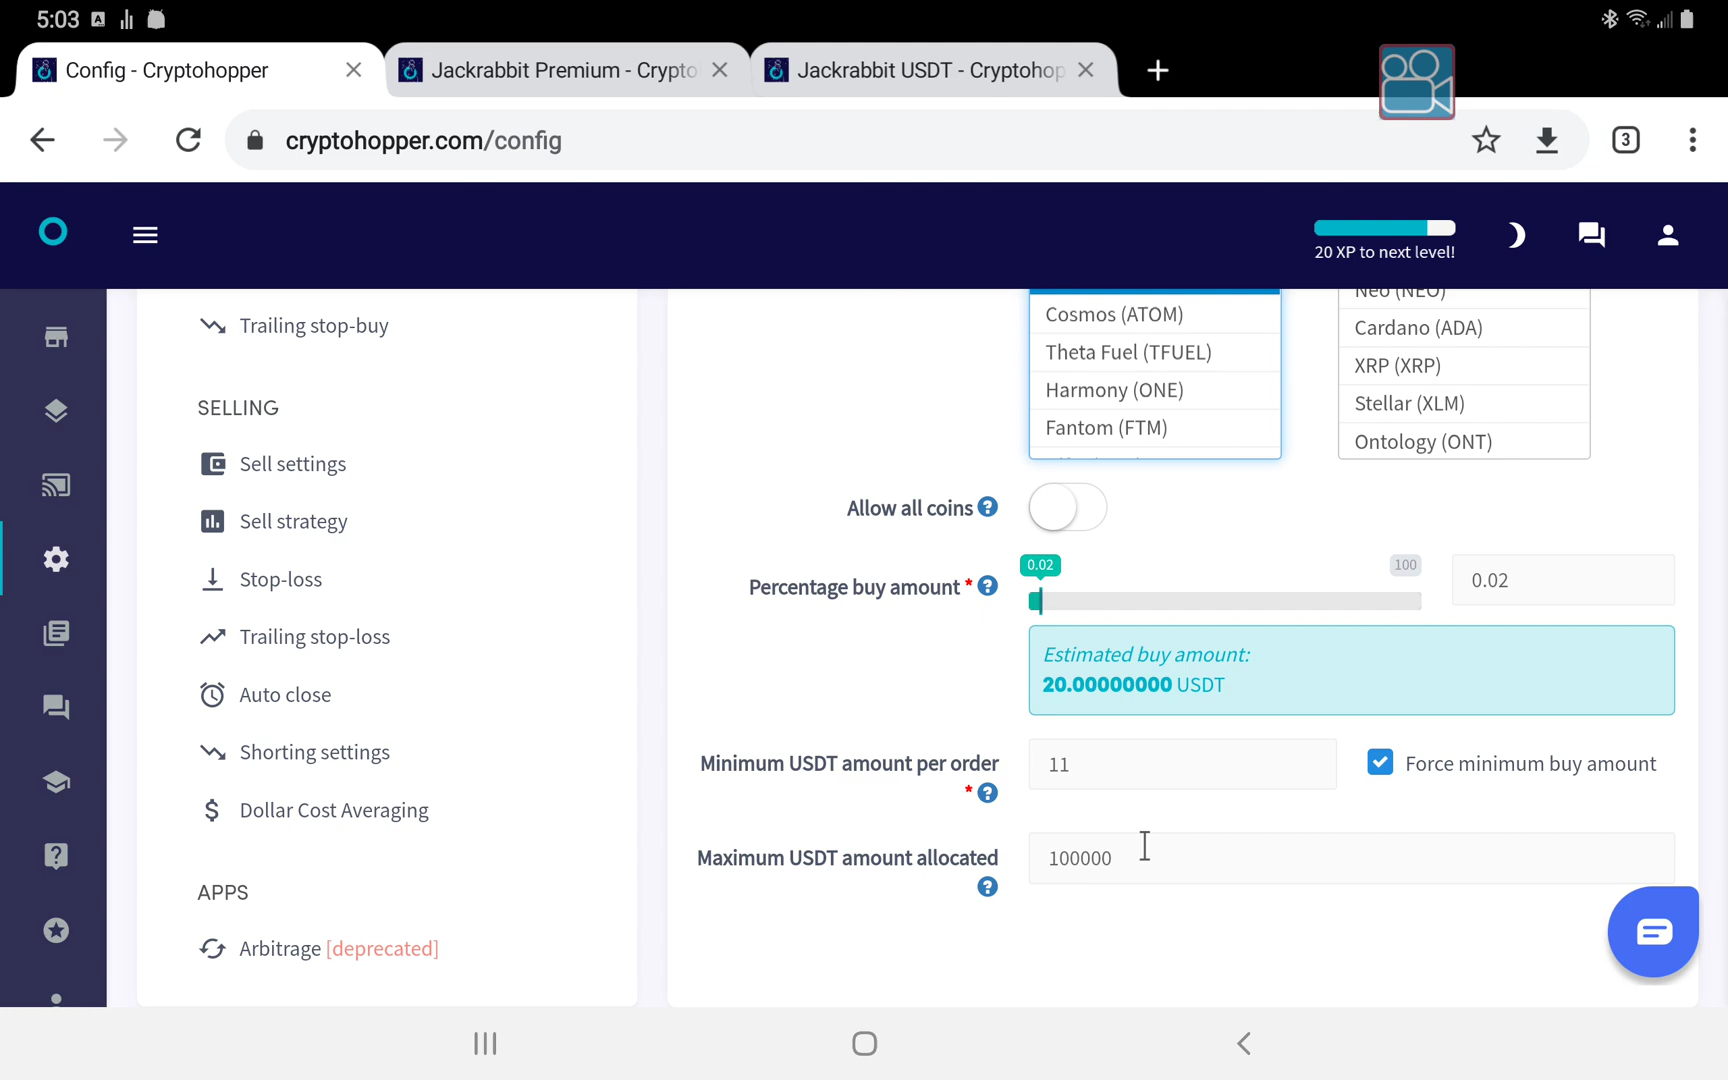 5:03
Config - Cryptohopper
Jackrabbit Premium - Crypto
Jackrabbit USDT - Cryptohop
cryptohopper.com/config
3
20 XP to next level!
Trailing stop-buy
SELLING
Sell settings
Sell strategy
Stop-loss
Trailing stop-loss
Auto close
Shorting settings
Dollar Cost Averaging
APPS
Arbitrage [deprecated]
Cosmos (ATOM)
Theta Fuel (TFUEL)
Harmony (ONE)
Fantom (FTM)
Neo (NEO)
Cardano (ADA)
XRP (XRP)
Stellar (XLM)
Ontology (ONT)
Allow all coins ?
Percentage buy amount * ?
0.02
100
0.02
Estimated buy amount:
20.00000000 USDT
Minimum USDT amount per order
* ?
11
Force minimum buy amount
Maximum USDT amount allocated
?
100000